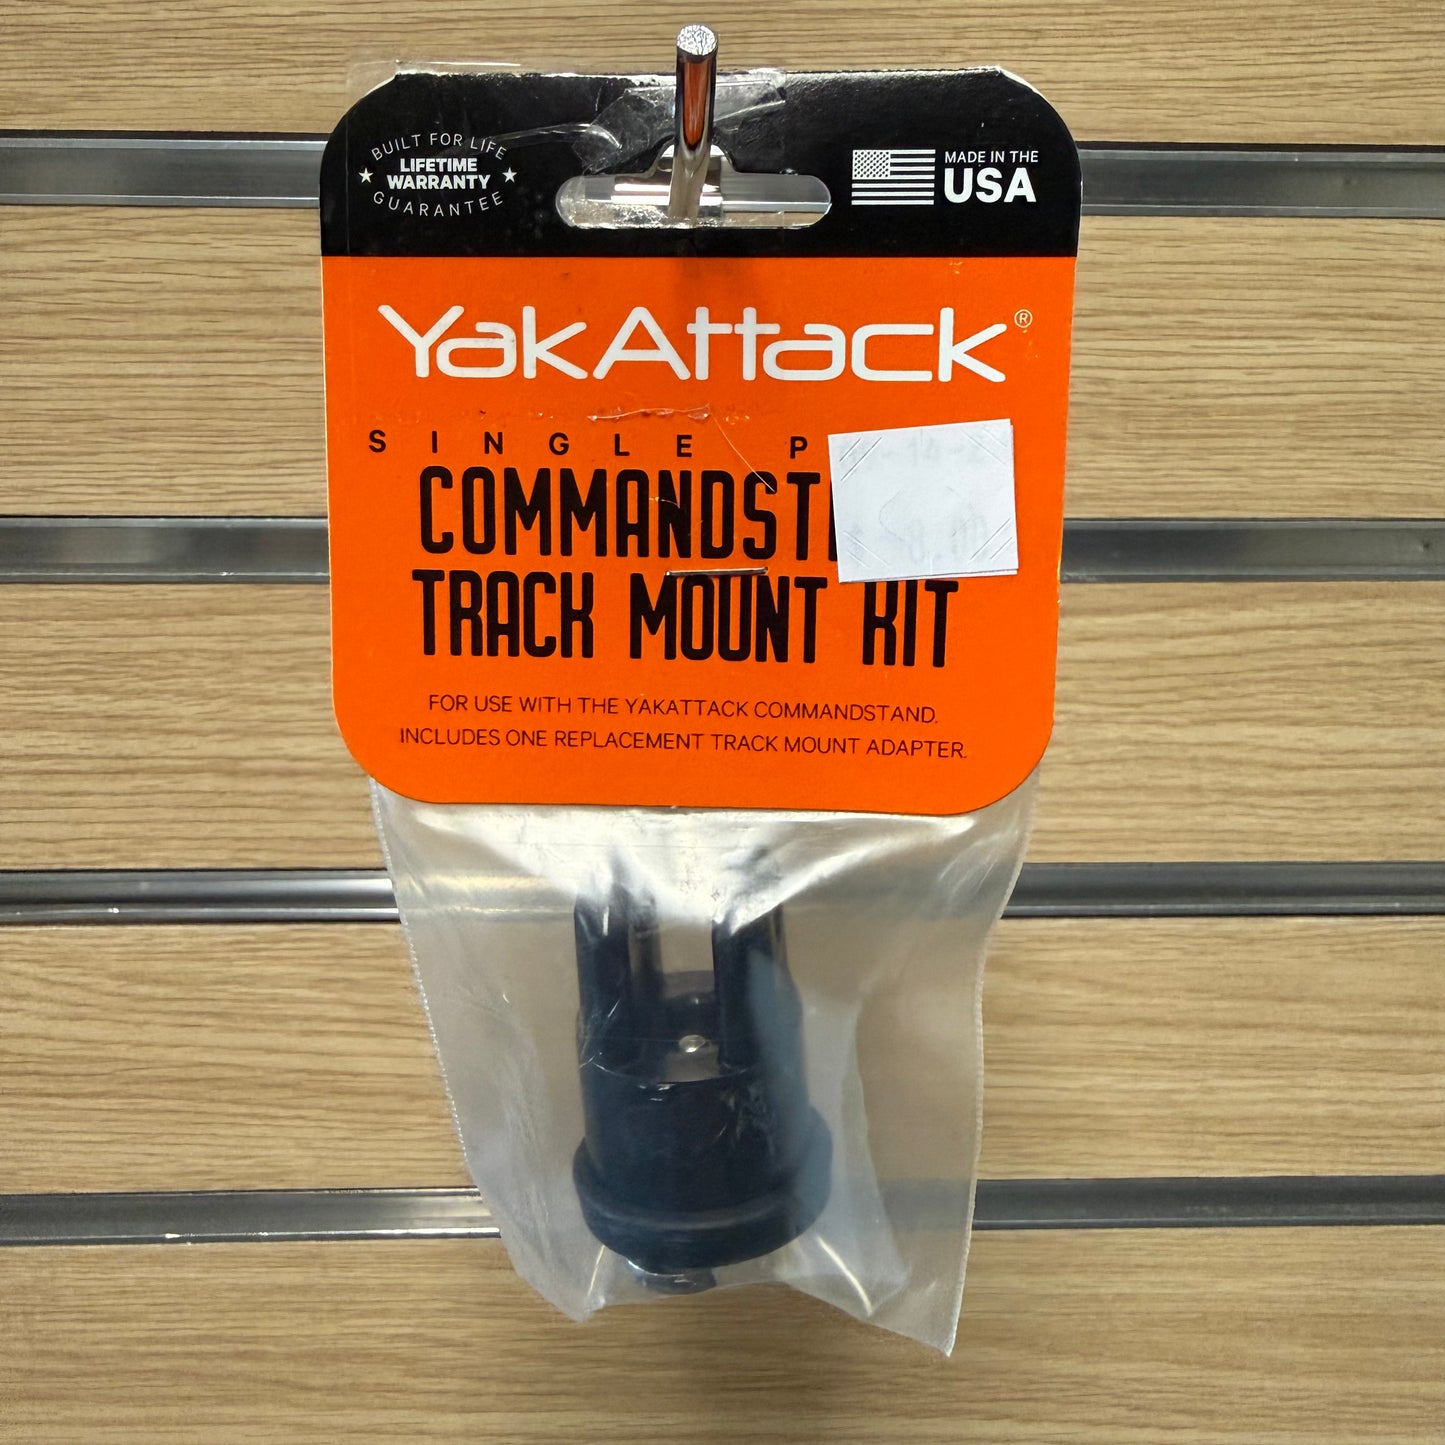 BUILT FOR LIFE
LIFETIME
WARRANTY
GUARANTEE
MADE IN THE
USA
YakAttack®
SINGLE P
COMMANDST
TRACK MOUNT KIT
FOR USE WITH THE YAKATTACK COMMANDSTAND.
INCLUDES ONE REPLACEMENT TRACK MOUNT ADAPTER.